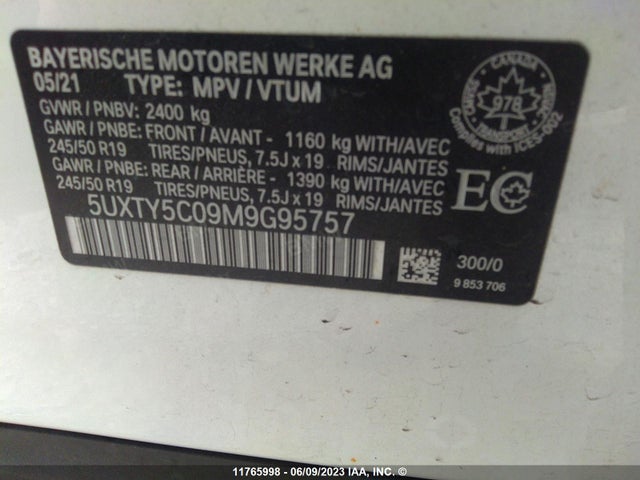 BAYERISCHE MOTOREN WERKE AG
05/21 TYPE: MPV / VTUM
GVWR / PNBV: 2400 kg
GAWR / PNBE: FRONT / AVANT - 1160 kg WITH/AVEC
245/50 R19 TIRES/PNEUS, 7.5J x 19 RIMS/JANTES
GAWR / PNBE: REAR / ARRIÈRE - 1390 kg WITH/AVEC
245/50 R19 TIRES/PNEUS, 7.5J x 19 RIMS/JANTES
5UXTY5C09M9G95757
CANADA
978
TRANSPORT
Complies with ICES-002
EC
300/0
9 853 706
11765998 - 06/09/2023 IAA, INC. ©